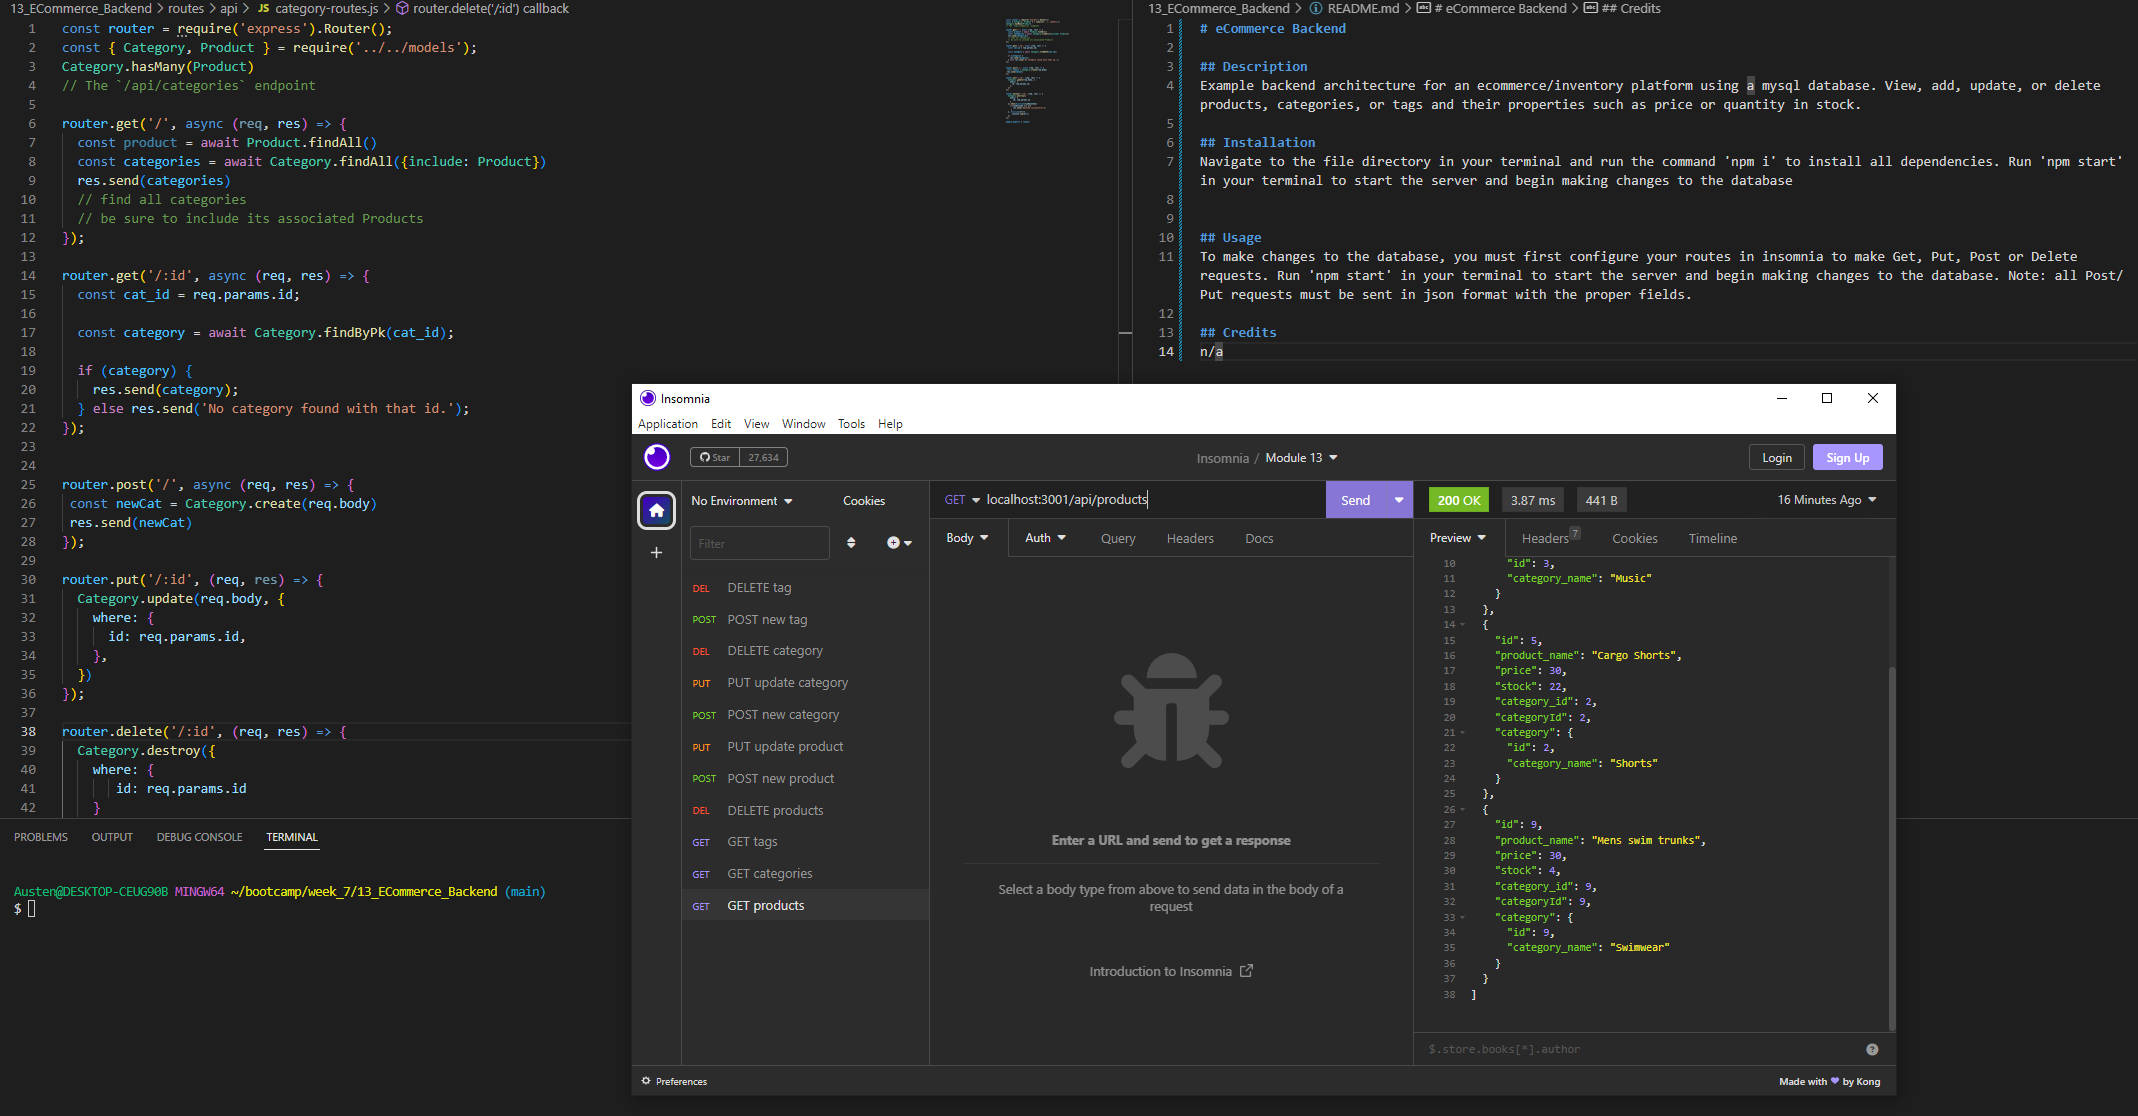 13_ECommerce_Backend > routes > api > JS category-routes.js > router.delete('/:id') callback
1 const router = require('express').Router();
2 const { Category, Product } = require('../../models');
3 Category.hasMany(Product)
4 // The `/api/categories` endpoint
5
6 router.get('/', async (req, res) => {
7 const product = await Product.findAll()
8 const categories = await Category.findAll({include: Product})
9 res.send(categories)
10 // find all categories
11 // be sure to include its associated Products
12 });
13
14 router.get('/:id', async (req, res) => {
15 const cat_id = req.params.id;
16
17 const category = await Category.findByPk(cat_id);
18
19 if (category) {
20 res.send(category);
21 } else res.send('No category found with that id.');
22 });
23
24
25 router.post('/', async (req, res) => {
26 const newCat = Category.create(req.body)
27 res.send(newCat)
28 });
29
30 router.put('/:id', (req, res) => {
31 Category.update(req.body, {
32 where: {
33 id: req.params.id,
34 },
35 })
36 });
37
38 router.delete('/:id', (req, res) => {
39 Category.destroy({
40 where: {
41 id: req.params.id
42 }
13_ECommerce_Backend > README.md > # eCommerce Backend > ## Credits
1 # eCommerce Backend
2
3 ## Description
4 Example backend architecture for an ecommerce/inventory platform using a mysql database. View, add, update, or delete
products, categories, or tags and their properties such as price or quantity in stock.
5
6 ## Installation
7 Navigate to the file directory in your terminal and run the command 'npm i' to install all dependencies. Run 'npm start'
in your terminal to start the server and begin making changes to the database
8
9
10 ## Usage
11 To make changes to the database, you must first configure your routes in insomnia to make Get, Put, Post or Delete
requests. Run 'npm start' in your terminal to start the server and begin making changes to the database. Note: all Post/
Put requests must be sent in json format with the proper fields.
12
13 ## Credits
14 n/a
PROBLEMS OUTPUT DEBUG CONSOLE TERMINAL
Austen@DESKTOP-CEUG90B MINGW64 ~/bootcamp/week_7/13_ECommerce_Backend (main)
$
Insomnia
Application Edit View Window Tools Help
Star 27,634
Insomnia / Module 13
Login Sign Up
No Environment Cookies
Filter
DEL DELETE tag
POST POST new tag
DEL DELETE category
PUT PUT update category
POST POST new category
PUT PUT update product
POST POST new product
DEL DELETE products
GET GET tags
GET GET categories
GET GET products
GET localhost:3001/api/products Send
Body Auth Query Headers Docs
Enter a URL and send to get a response
Select a body type from above to send data in the body of a
request
Introduction to Insomnia
200 OK 3.87 ms 441 B 16 Minutes Ago
Preview Headers 7 Cookies Timeline
10 "id": 3,
11 "category_name": "Music"
12 }
13 },
14 {
15 "id": 5,
16 "product_name": "Cargo Shorts",
17 "price": 30,
18 "stock": 22,
19 "category_id": 2,
20 "categoryId": 2,
21 "category": {
22 "id": 2,
23 "category_name": "Shorts"
24 }
25 },
26 {
27 "id": 9,
28 "product_name": "Mens swim trunks",
29 "price": 30,
30 "stock": 4,
31 "category_id": 9,
32 "categoryId": 9,
33 "category": {
34 "id": 9,
35 "category_name": "Swimwear"
36 }
37 }
38 ]
$.store.books[*].author
Preferences
Made with by Kong